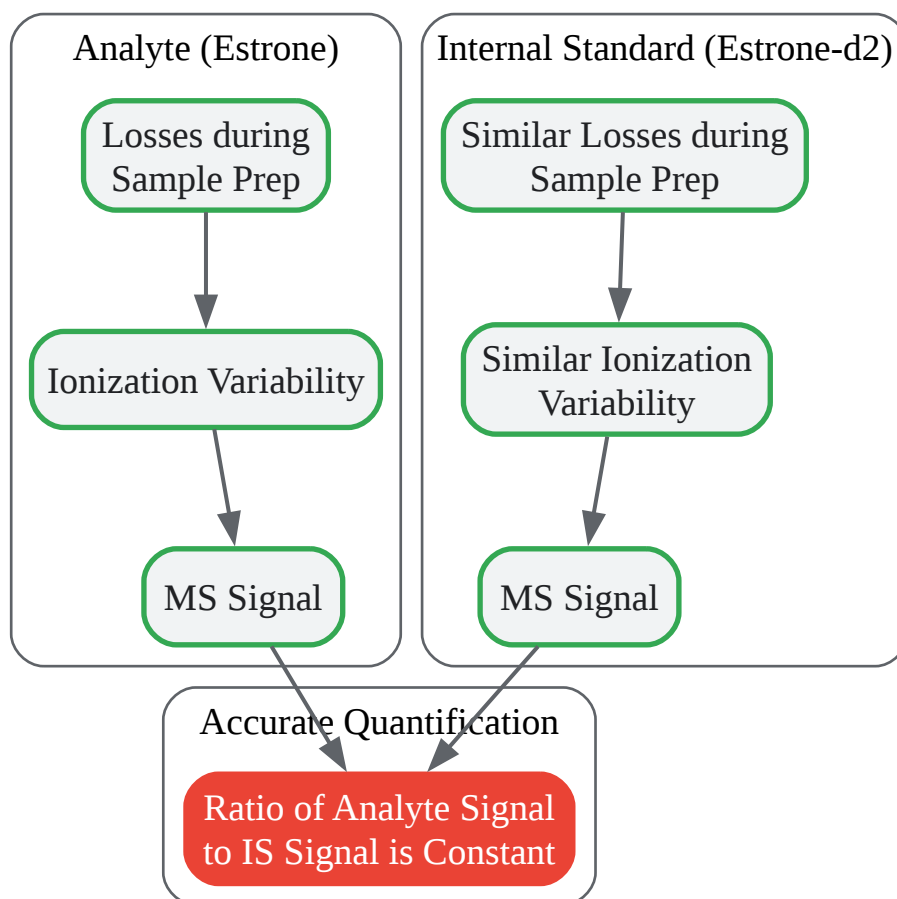 Analyte (Estrone)
Losses during
Sample Prep
Ionization Variability
MS Signal
Internal Standard (Estrone-d2)
Similar Losses during
Sample Prep
Similar Ionization
Variability
MS Signal
Accurate Quantification
Ratio of Analyte Signal
to IS Signal is Constant